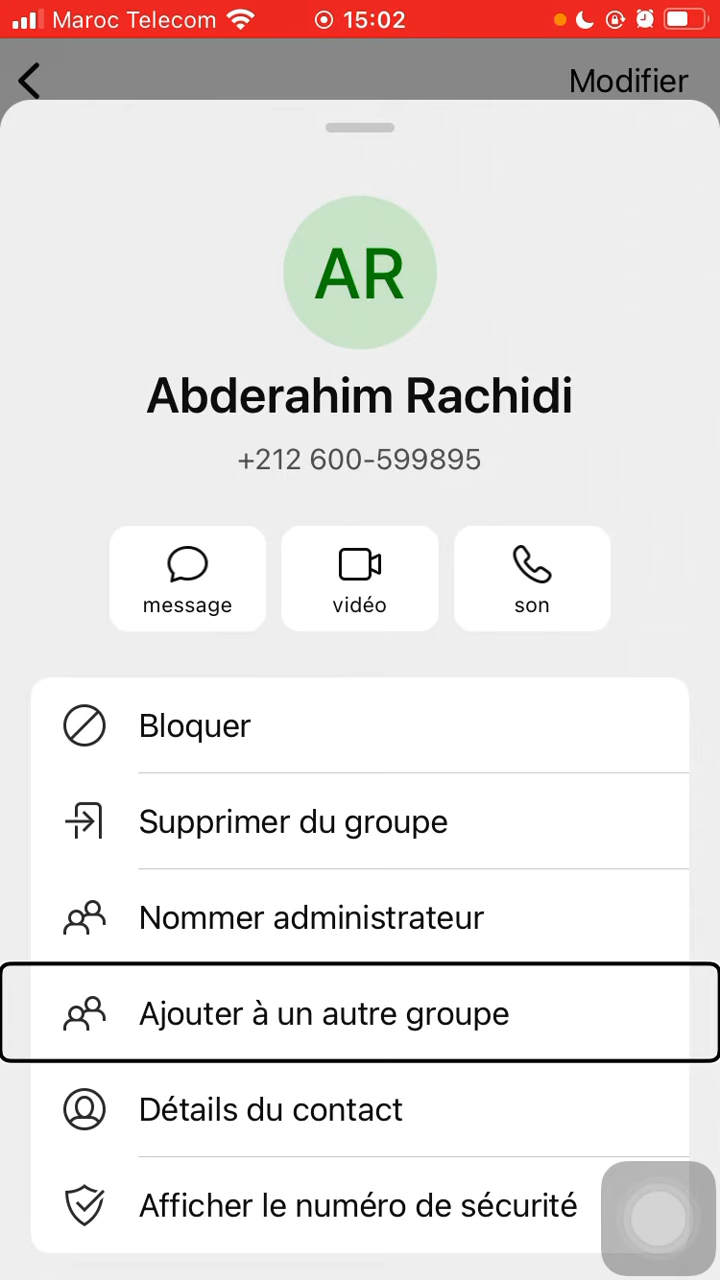 Maroc Telecom 15:02
Modifier
AR
Abderahim Rachidi
+212 600-599895
message vidéo son
Bloquer
Supprimer du groupe
Nommer administrateur
Ajouter à un autre groupe
Détails du contact
Afficher le numéro de sécurité